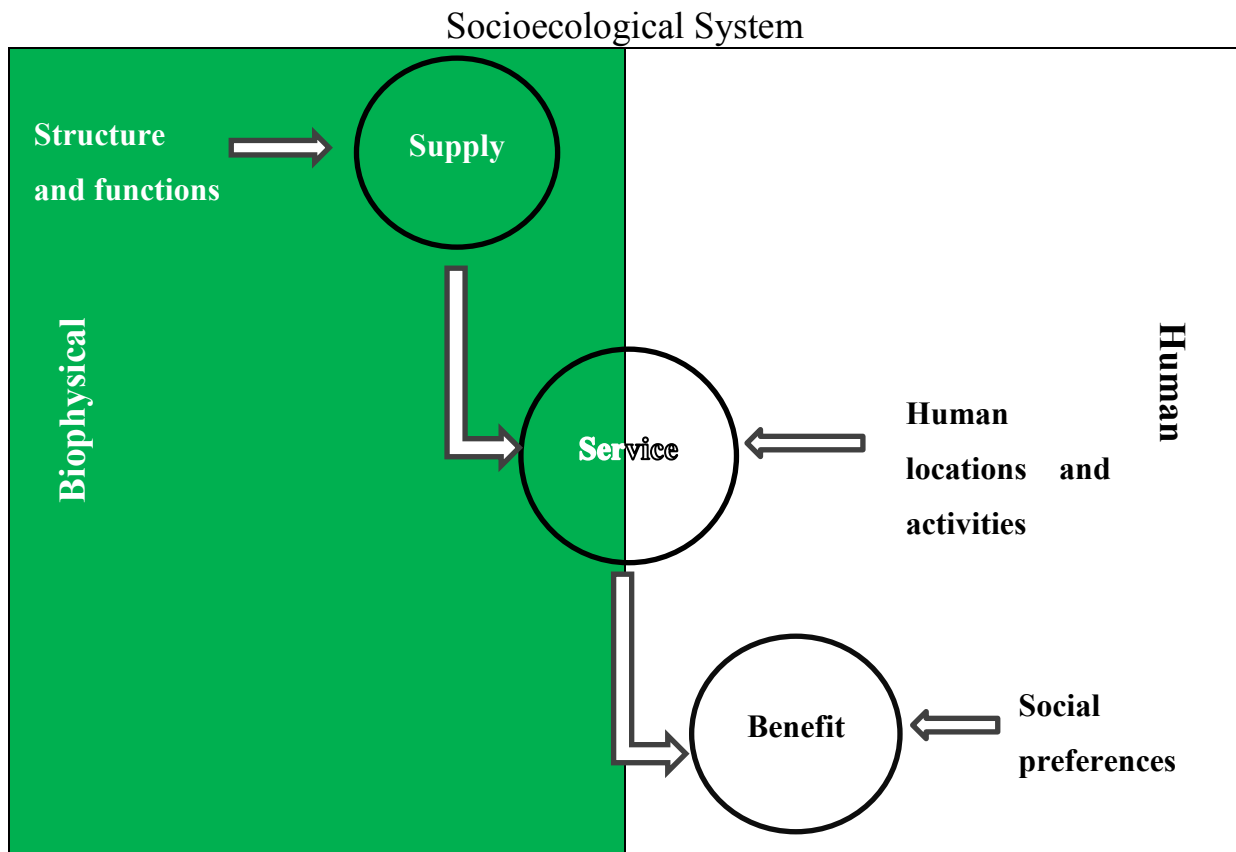 Socioecological System
Structure
and functions
Supply
Biophysical
Service
Human
Human
locations and
activities
Benefit
Social
preferences